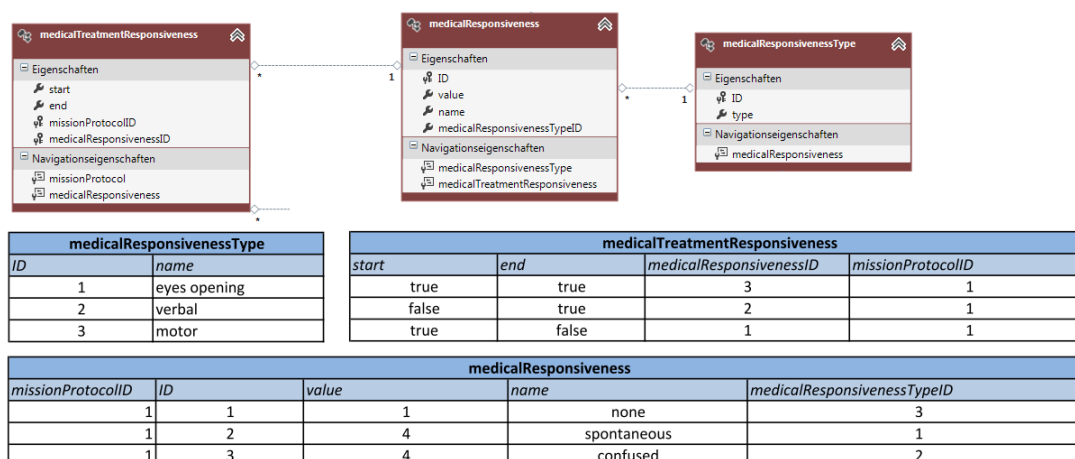 medicalTreatmentResponsiveness
Eigenschaften
start
end
missionProtocolID
medicalResponsivenessID
Navigationseigenschaften
missionProtocol
medicalResponsiveness
*
1
*
medicalResponsiveness
Eigenschaften
ID
value
name
medicalResponsivenessTypeID
Navigationseigenschaften
medicalResponsivenessType
medicalTreatmentResponsiveness
*
1
medicalResponsivenessType
Eigenschaften
ID
type
Navigationseigenschaften
medicalResponsiveness
medicalResponsivenessType
ID name
1 eyes opening
2 verbal
3 motor
medicalTreatmentResponsiveness
start end medicalResponsivenessID missionProtocolID
true true 3 1
false true 2 1
true false 1 1
medicalResponsiveness
missionProtocolID ID value name medicalResponsivenessTypeID
1 1 1 none 3
1 2 4 spontaneous 1
1 3 4 confused 2